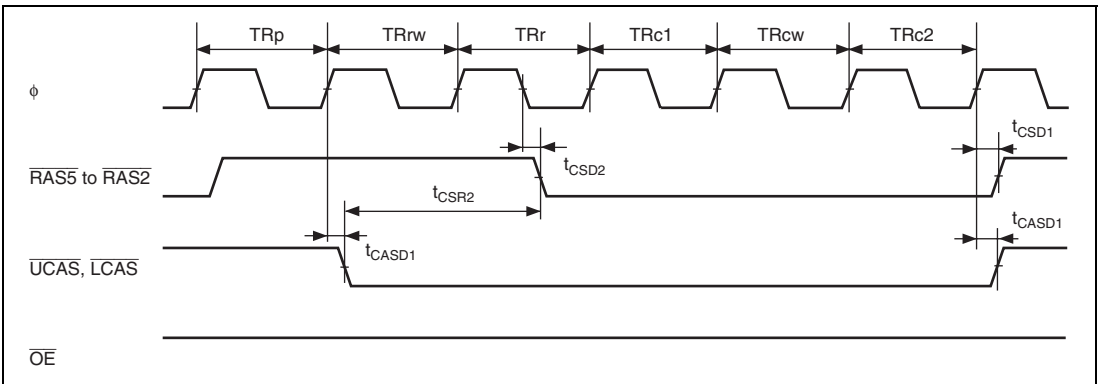 TRp TRrw TRr TRc1 TRcw TRc2
φ
tCSD1
tCSD2
RAS5 to RAS2
tCSR2
tCASD1
tCASD1
UCAS, LCAS
OE